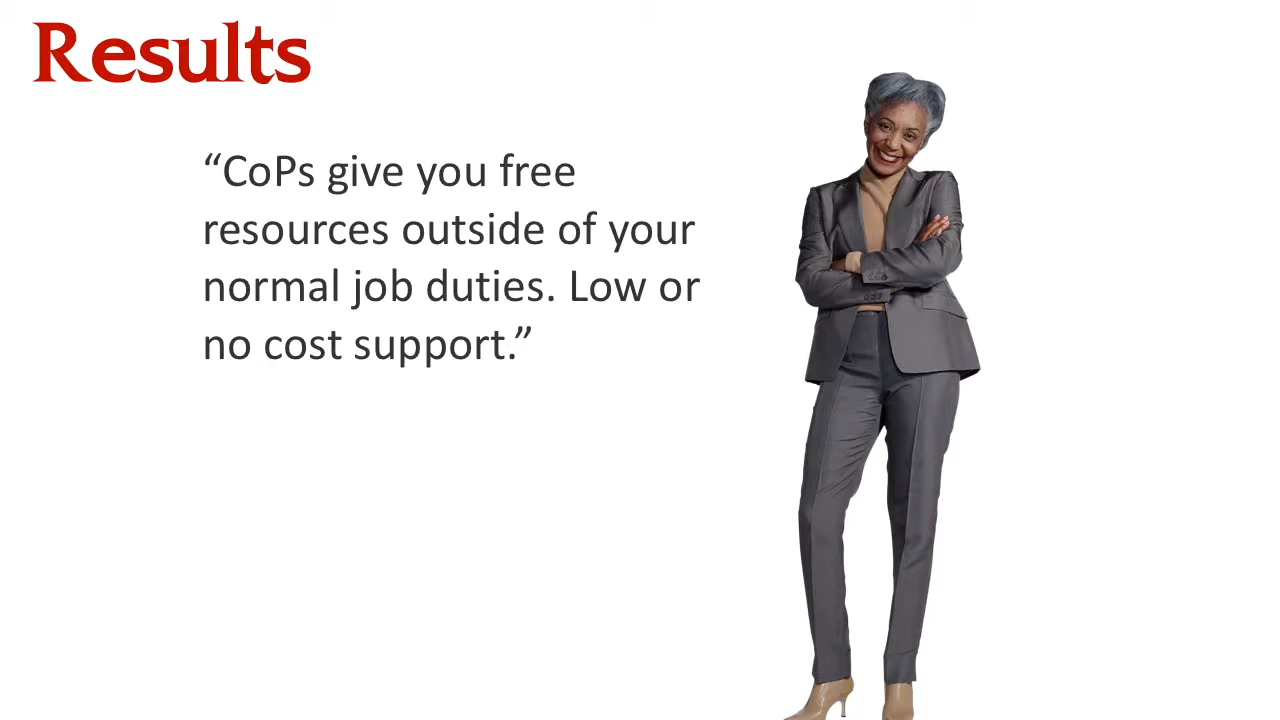 Results
“CoPs give you free
resources outside of your
normal job duties. Low or
no cost support.”